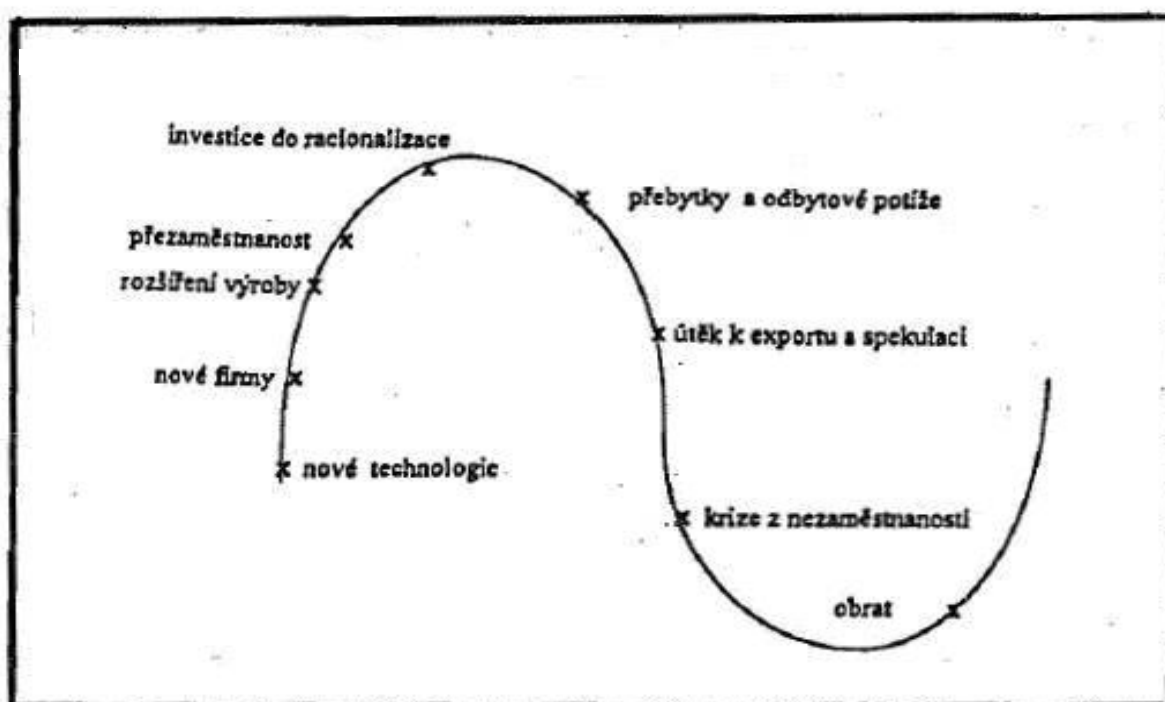 investice do racionalizace
přebytky a odbytové potíže
přezaměstnanost
rozšíření výroby
útěk k exportu a spekulaci
nové firmy
nové technologie
krize z nezaměstnanosti
obrat